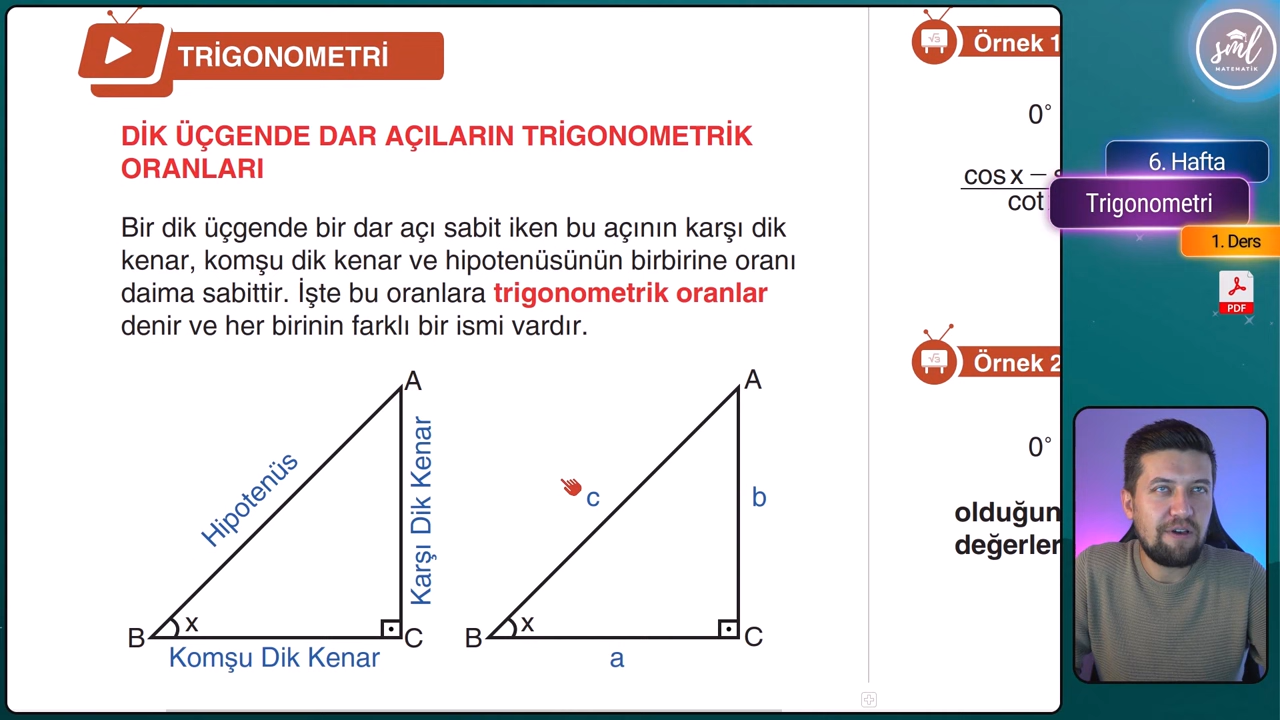 TRİGONOMETRİ
DİK ÜÇGENDE DAR AÇILARIN TRİGONOMETRİK
ORANLARI
Bir dik üçgende bir dar açı sabit iken bu açının karşı dik
kenar, komşu dik kenar ve hipotenüsünün birbirine oranı
daima sabittir. İşte bu oranlara trigonometrik oranlar
denir ve her birinin farklı bir ismi vardır.
A
Hipotenüs
Karşı Dik Kenar
B
x
C
Komşu Dik Kenar
A
c
b
B
x
C
a
√3
Örnek 1
0°
cos x −
cot
√3
Örnek 2
0°
olduğun
değerler
sml
MATEMATİK
6. Hafta
Trigonometri
1. Ders
PDF